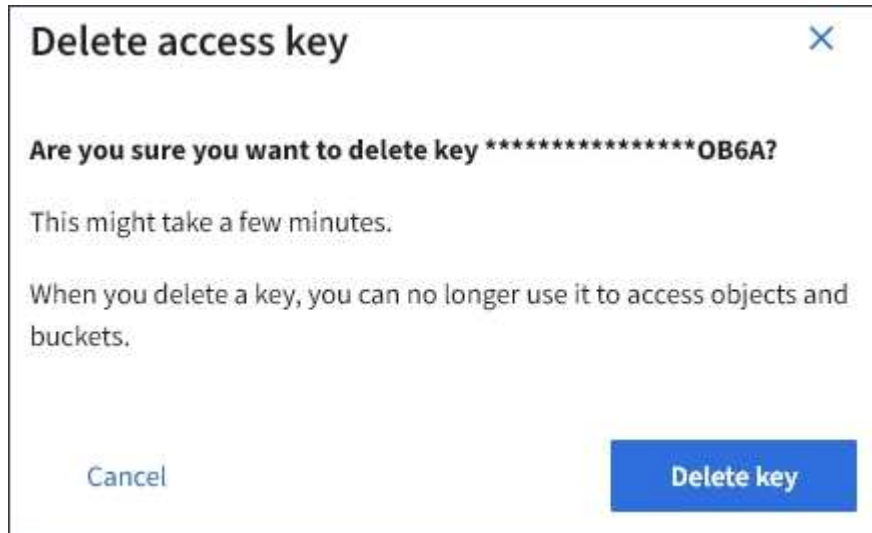 Delete access key
Are you sure you want to delete key ****************OB6A?
This might take a few minutes.
When you delete a key, you can no longer use it to access objects and
buckets.
Cancel
Delete key